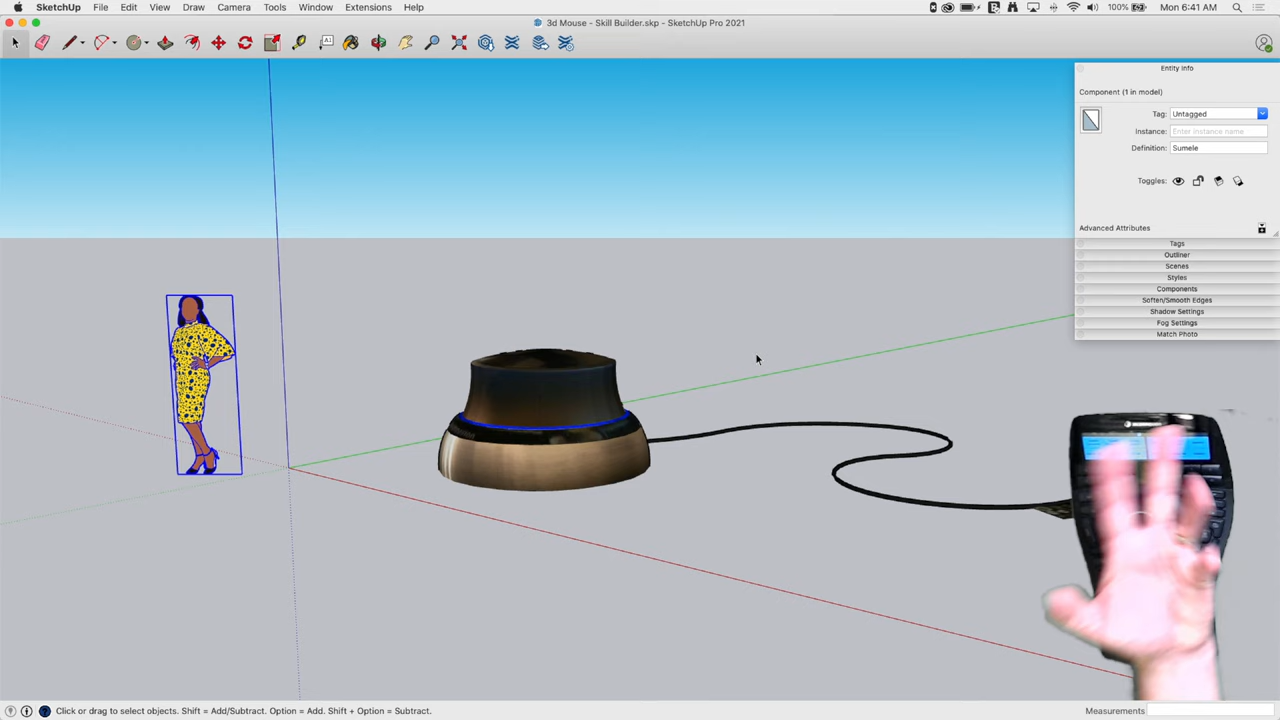 SketchUp File Edit View Draw Camera Tools Window Extensions Help 100% Mon 6:41 AM
3d Mouse - Skill Builder.skp - SketchUp Pro 2021
Entity Info
Component (1 in model)
Tag: Untagged
Instance: Enter instance name
Definition: Sumele
Toggles:
Advanced Attributes
Tags
Outliner
Scenes
Styles
Components
Soften/Smooth Edges
Shadow Settings
Fog Settings
Match Photo
Click or drag to select objects. Shift = Add/Subtract. Option = Add. Shift + Option = Subtract. Measurements